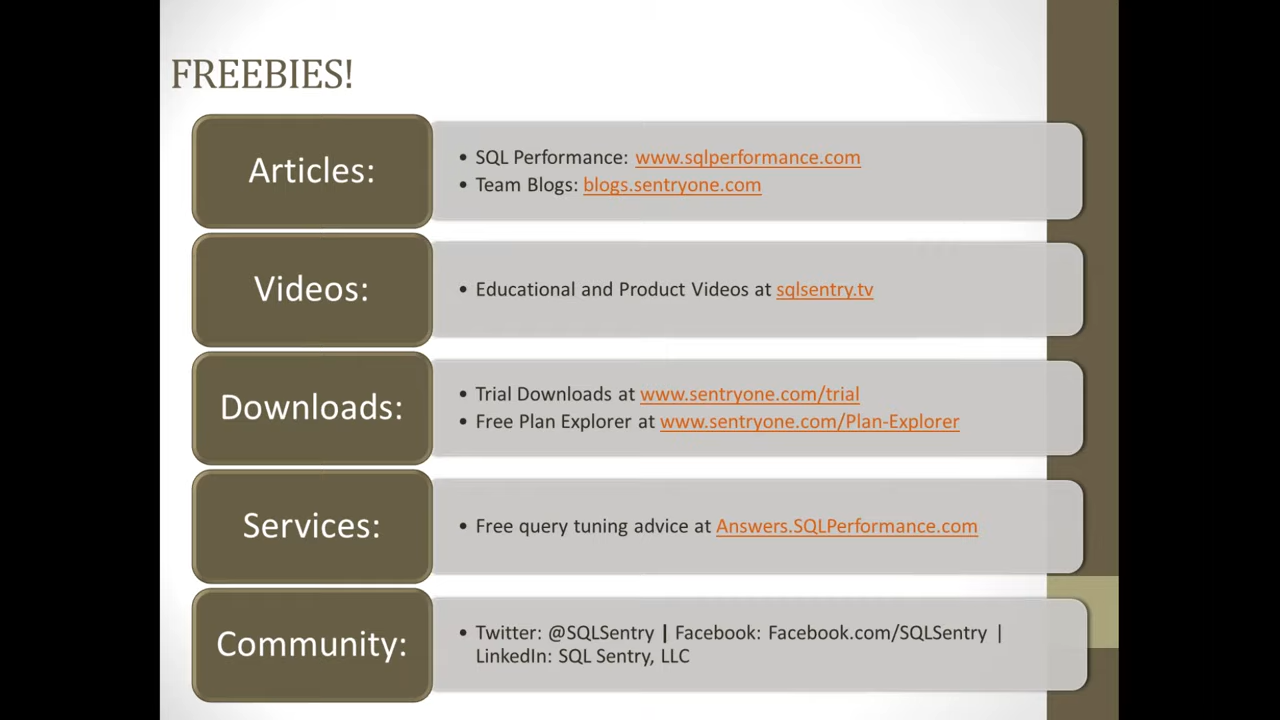 FREEBIES!
Articles:
• SQL Performance: www.sqlperformance.com
• Team Blogs: blogs.sentryone.com
Videos:
• Educational and Product Videos at sqlsentry.tv
Downloads:
• Trial Downloads at www.sentryone.com/trial
• Free Plan Explorer at www.sentryone.com/Plan-Explorer
Services:
• Free query tuning advice at Answers.SQLPerformance.com
Community:
• Twitter: @SQLSentry | Facebook: Facebook.com/SQLSentry |
LinkedIn: SQL Sentry, LLC